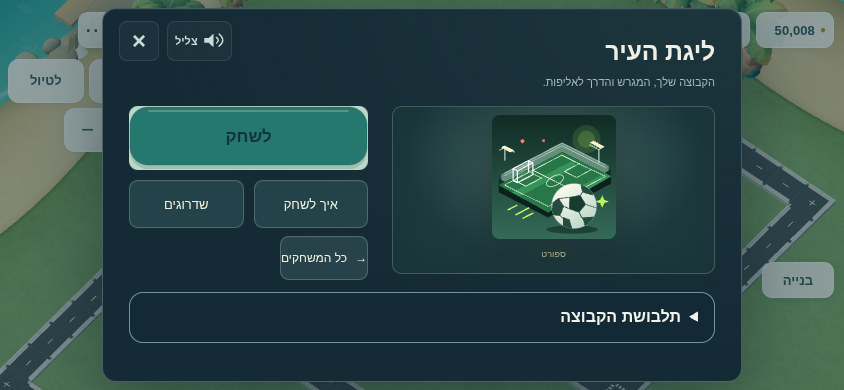 50,008
לטיול
בנייה
צליל
ליגת העיר
הקבוצה שלך, המגרש והדרך לאליפות.
ספורט
לשחק
איך לשחק
שדרוגים
→ כל המשחקים
תלבושת הקבוצה